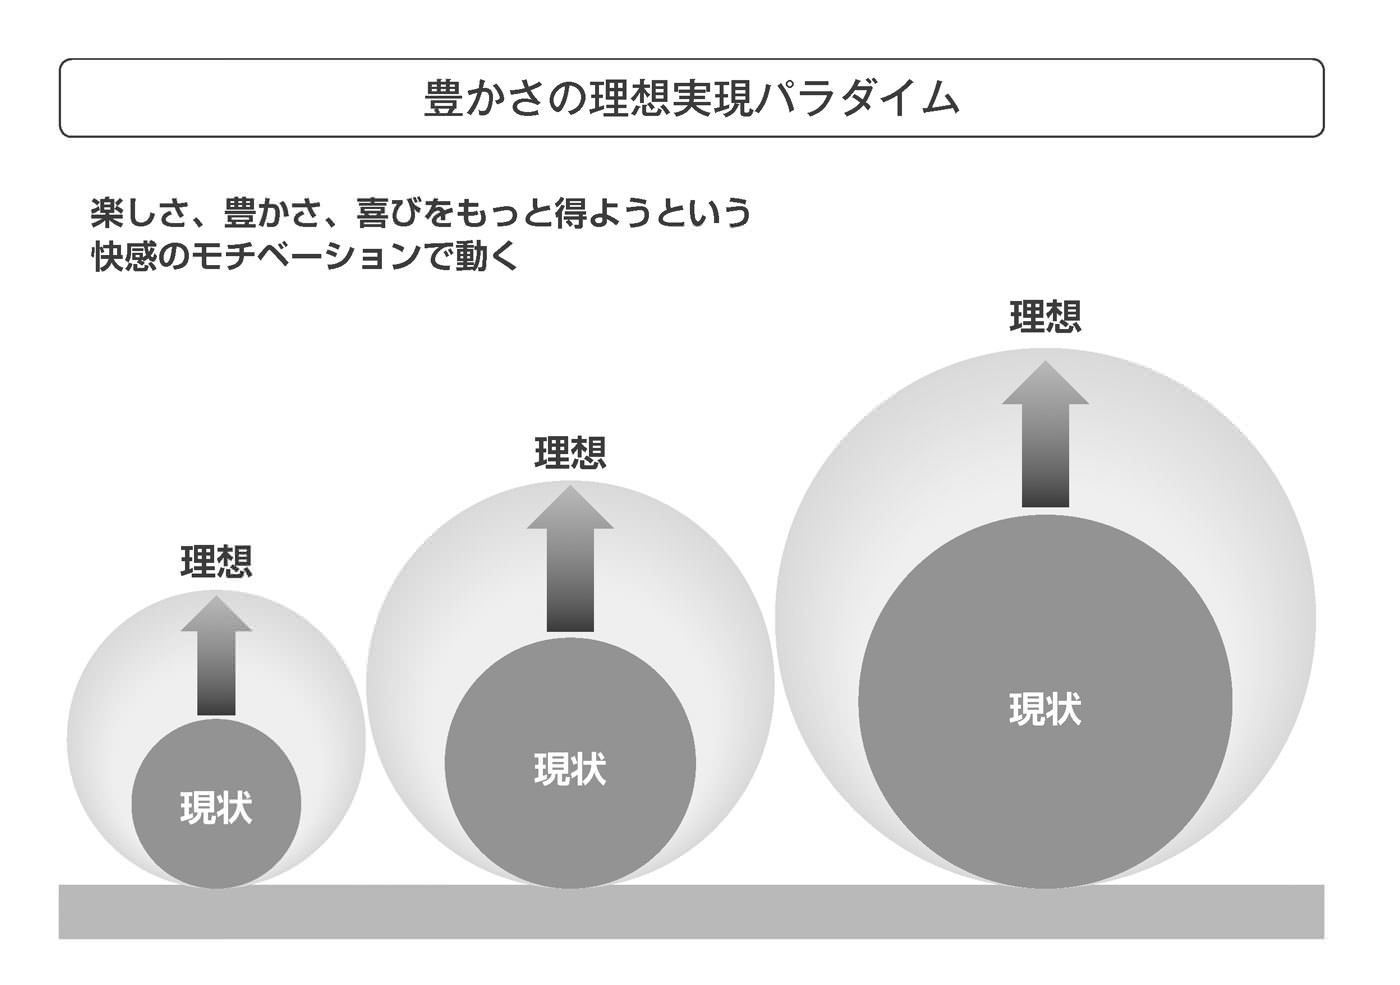 豊かさの理想実現パラダイム
楽しさ、豊かさ、喜びをもっと得ようという
快感のモチベーションで動く
理想
現状
理想
現状
理想
現状